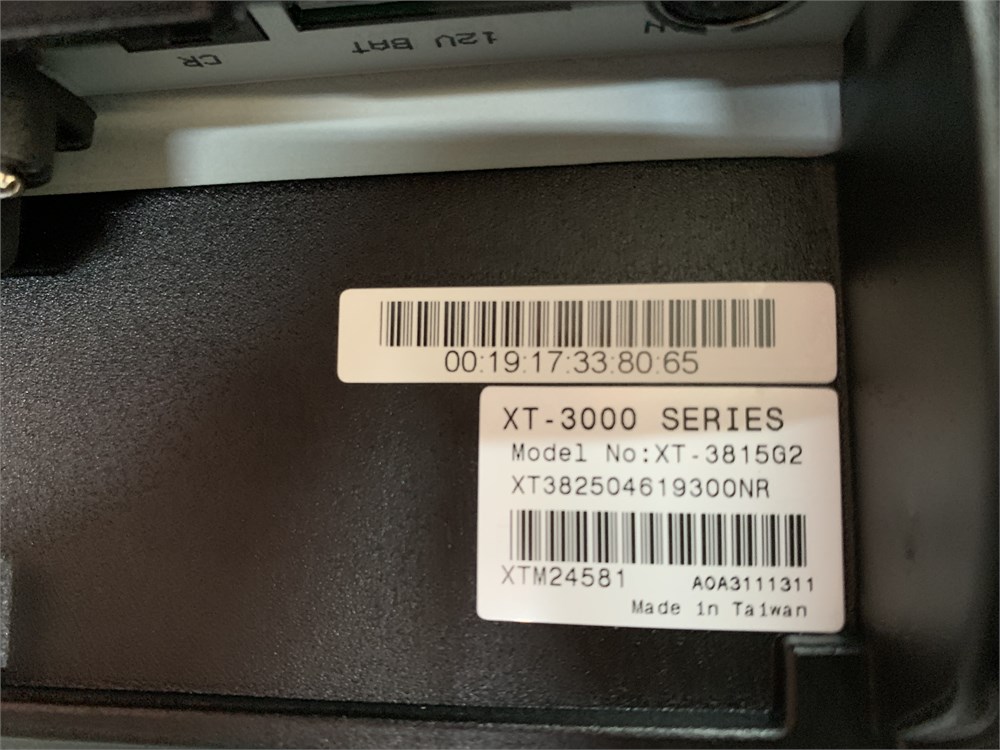 CR
12V BAT
00:19:17:33:80:65
XT-3000 SERIES
Model No:XT-3815G2
XT382504619300NR
XTM24581
A0A3111311
Made in Taiwan